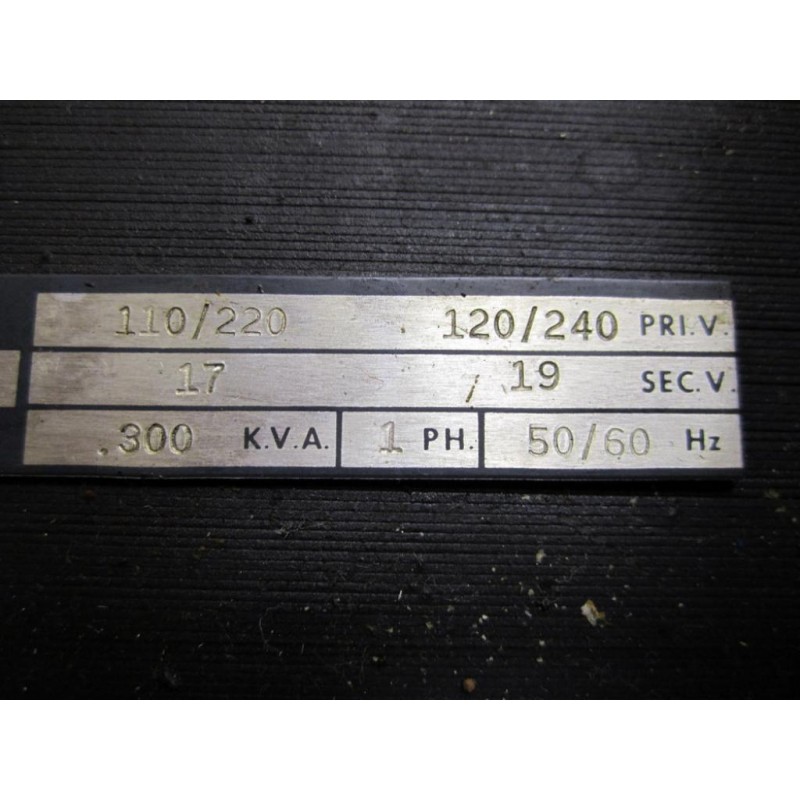 110/220 120/240 PRI.V.
17 / 19 SEC.V.
.300 K.V.A. 1 PH. 50/60 Hz